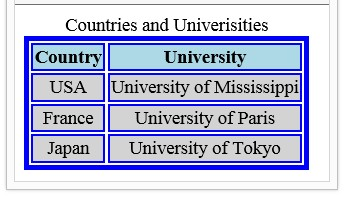 Countries and Univerisities
Country University
USA University of Mississippi
France University of Paris
Japan University of Tokyo